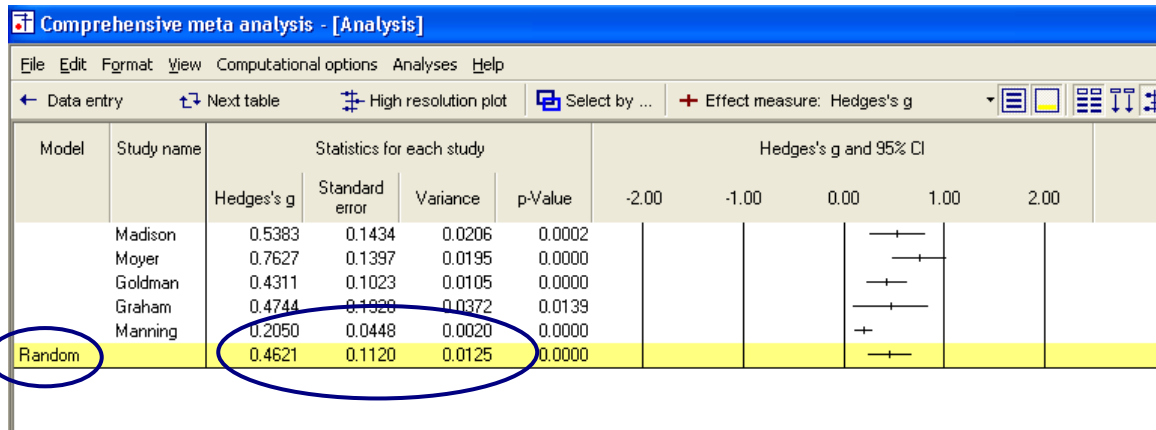 Comprehensive meta analysis - [Analysis]
File Edit Format View Computational options Analyses Help
← Data entry Next table High resolution plot Select by ... + Effect measure: Hedges's g
Model Study name Statistics for each study Hedges's g and 95% CI
Hedges's g Standard error Variance p-Value -2.00 -1.00 0.00 1.00 2.00
Madison 0.5383 0.1434 0.0206 0.0002
Moyer 0.7627 0.1397 0.0195 0.0000
Goldman 0.4311 0.1023 0.0105 0.0000
Graham 0.4744 0.0372 0.0139
Manning 0.2050 0.0448 0.0020 0.0000
Random 0.4621 0.1120 0.0125 0.0000